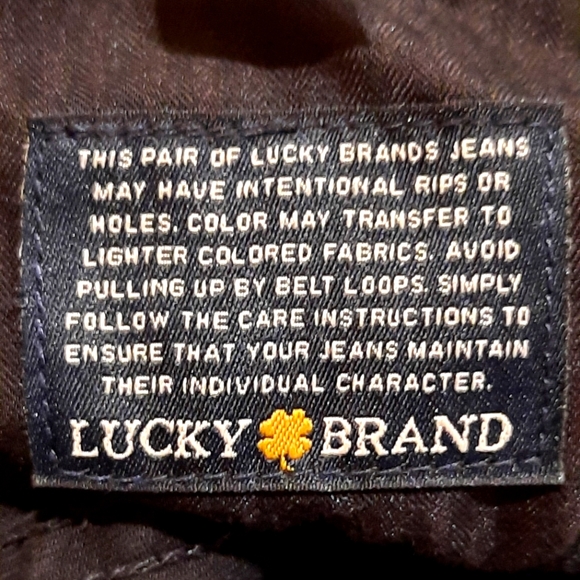 THIS PAIR OF LUCKY BRANDS JEANS
MAY HAVE INTENTIONAL RIPS OR
HOLES. COLOR MAY TRANSFER TO
LIGHTER COLORED FABRICS. AVOID
PULLING UP BY BELT LOOPS. SIMPLY
FOLLOW THE CARE INSTRUCTIONS TO
ENSURE THAT YOUR JEANS MAINTAIN
THEIR INDIVIDUAL CHARACTER.
LUCKY BRAND